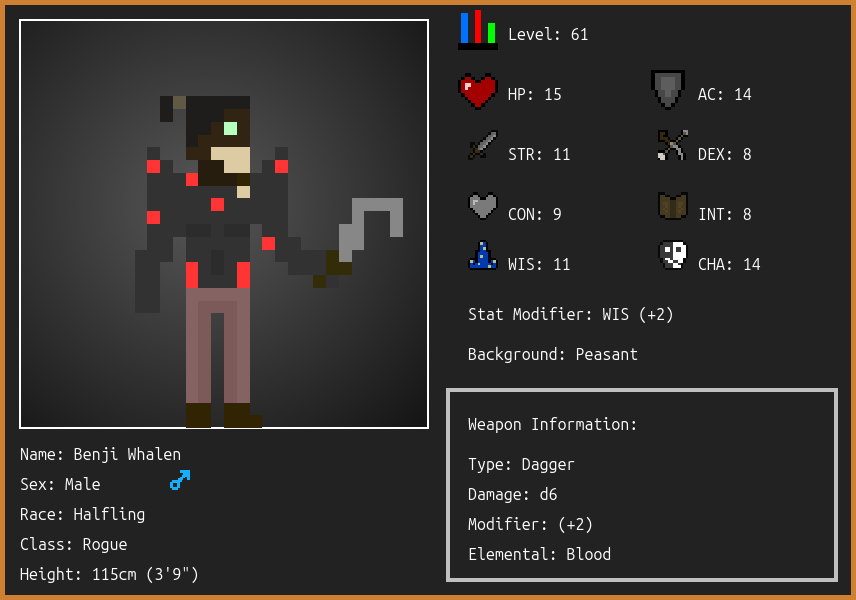 Level: 61
HP: 15
AC: 14
STR: 11
DEX: 8
CON: 9
INT: 8
WIS: 11
CHA: 14
Stat Modifier: WIS (+2)
Background: Peasant
Weapon Information:
Type: Dagger
Damage: d6
Modifier: (+2)
Elemental: Blood
Name: Benji Whalen
Sex: Male
Race: Halfling
Class: Rogue
Height: 115cm (3'9")